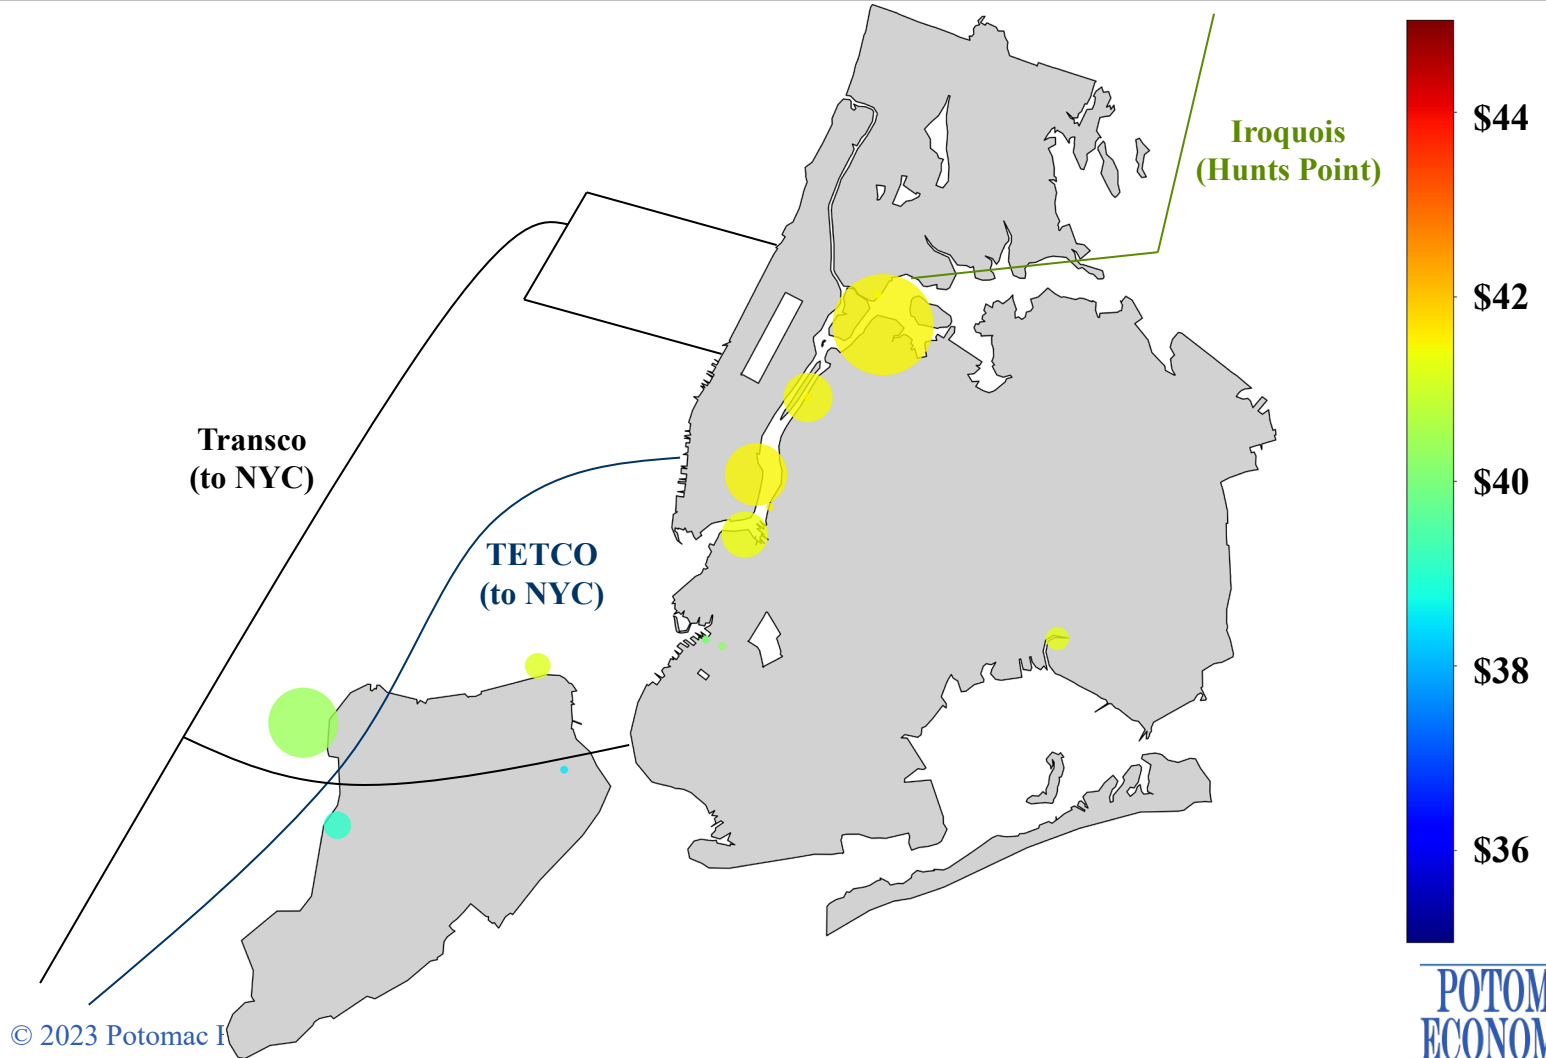 Iroquois
(Hunts Point)
$44
$42
Transco
(to NYC)
$40
TETCO
(to NYC)
$38
$36
© 2023 Potomac